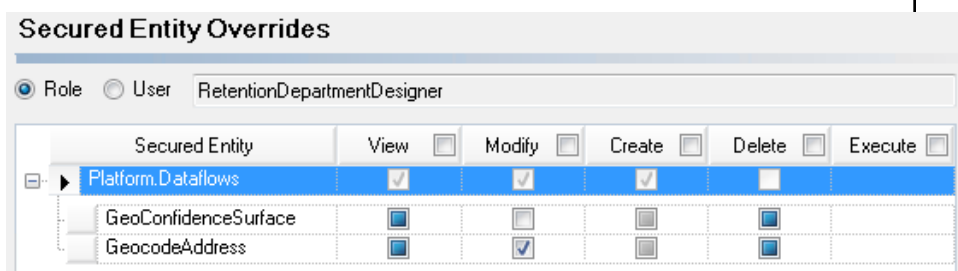 Secured Entity Overrides
Role User RetentionDepartmentDesigner
Secured Entity View Modify Create Delete Execute
Platform.Dataflows
GeoConfidenceSurface
GeocodeAddress